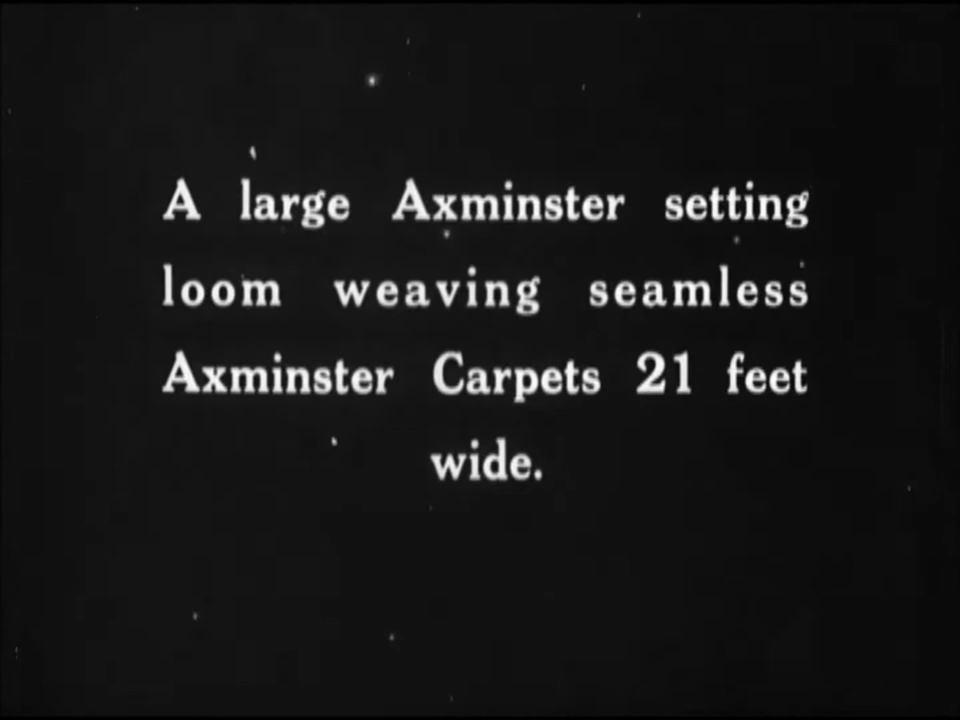 A large Axminster setting
loom weaving seamless
Axminster Carpets 21 feet
wide.